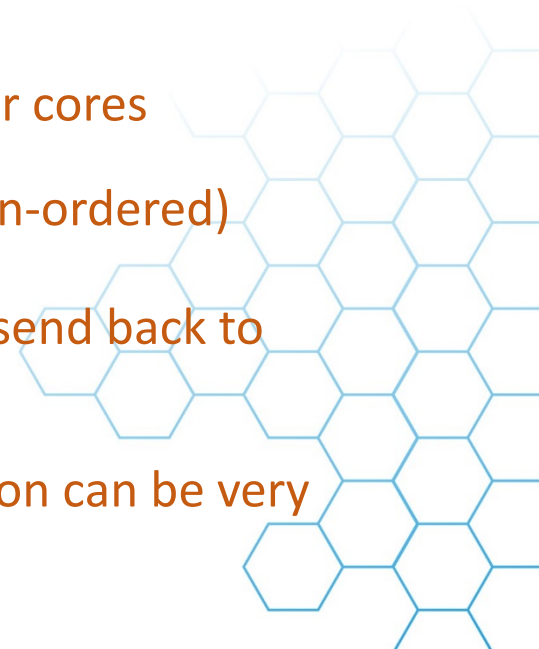 r cores
n-ordered)
send back to
on can be very